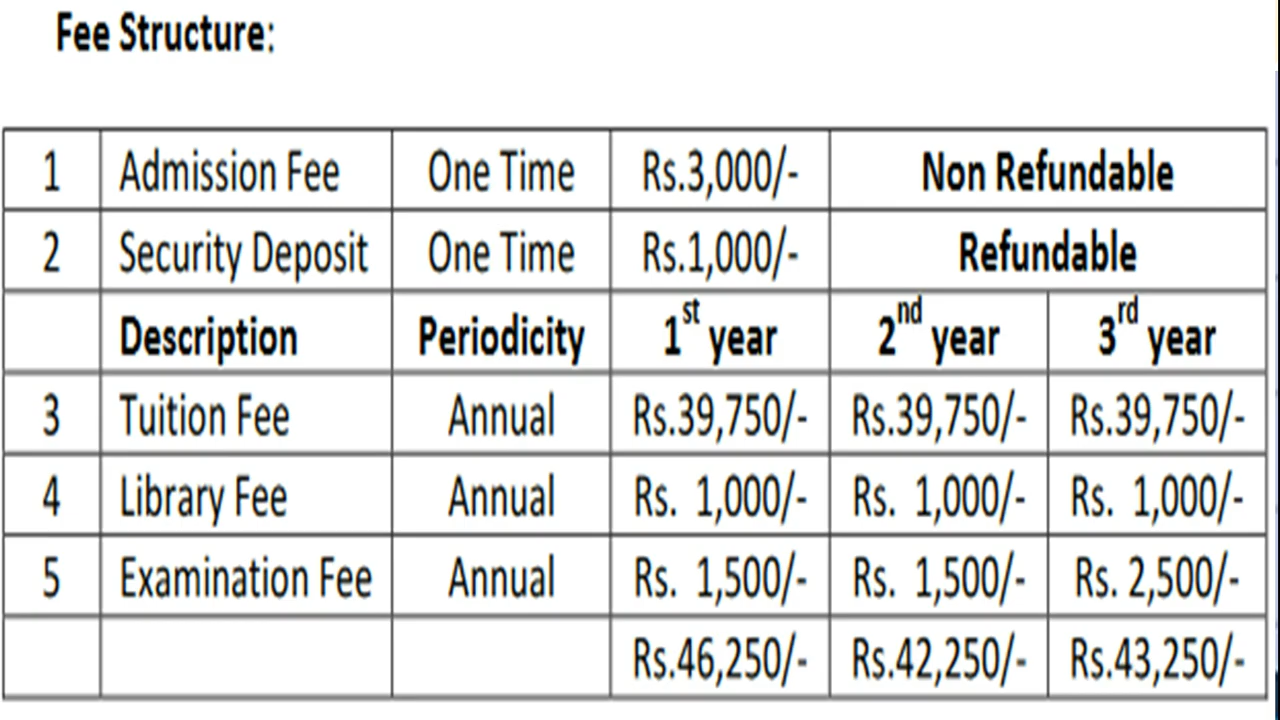 Fee Structure:
1 Admission Fee One Time Rs.3,000/- Non Refundable
2 Security Deposit One Time Rs.1,000/- Refundable
Description Periodicity 1st year 2nd year 3rd year
3 Tuition Fee Annual Rs.39,750/- Rs.39,750/- Rs.39,750/-
4 Library Fee Annual Rs. 1,000/- Rs. 1,000/- Rs. 1,000/-
5 Examination Fee Annual Rs. 1,500/- Rs. 1,500/- Rs. 2,500/-
Rs.46,250/- Rs.42,250/- Rs.43,250/-